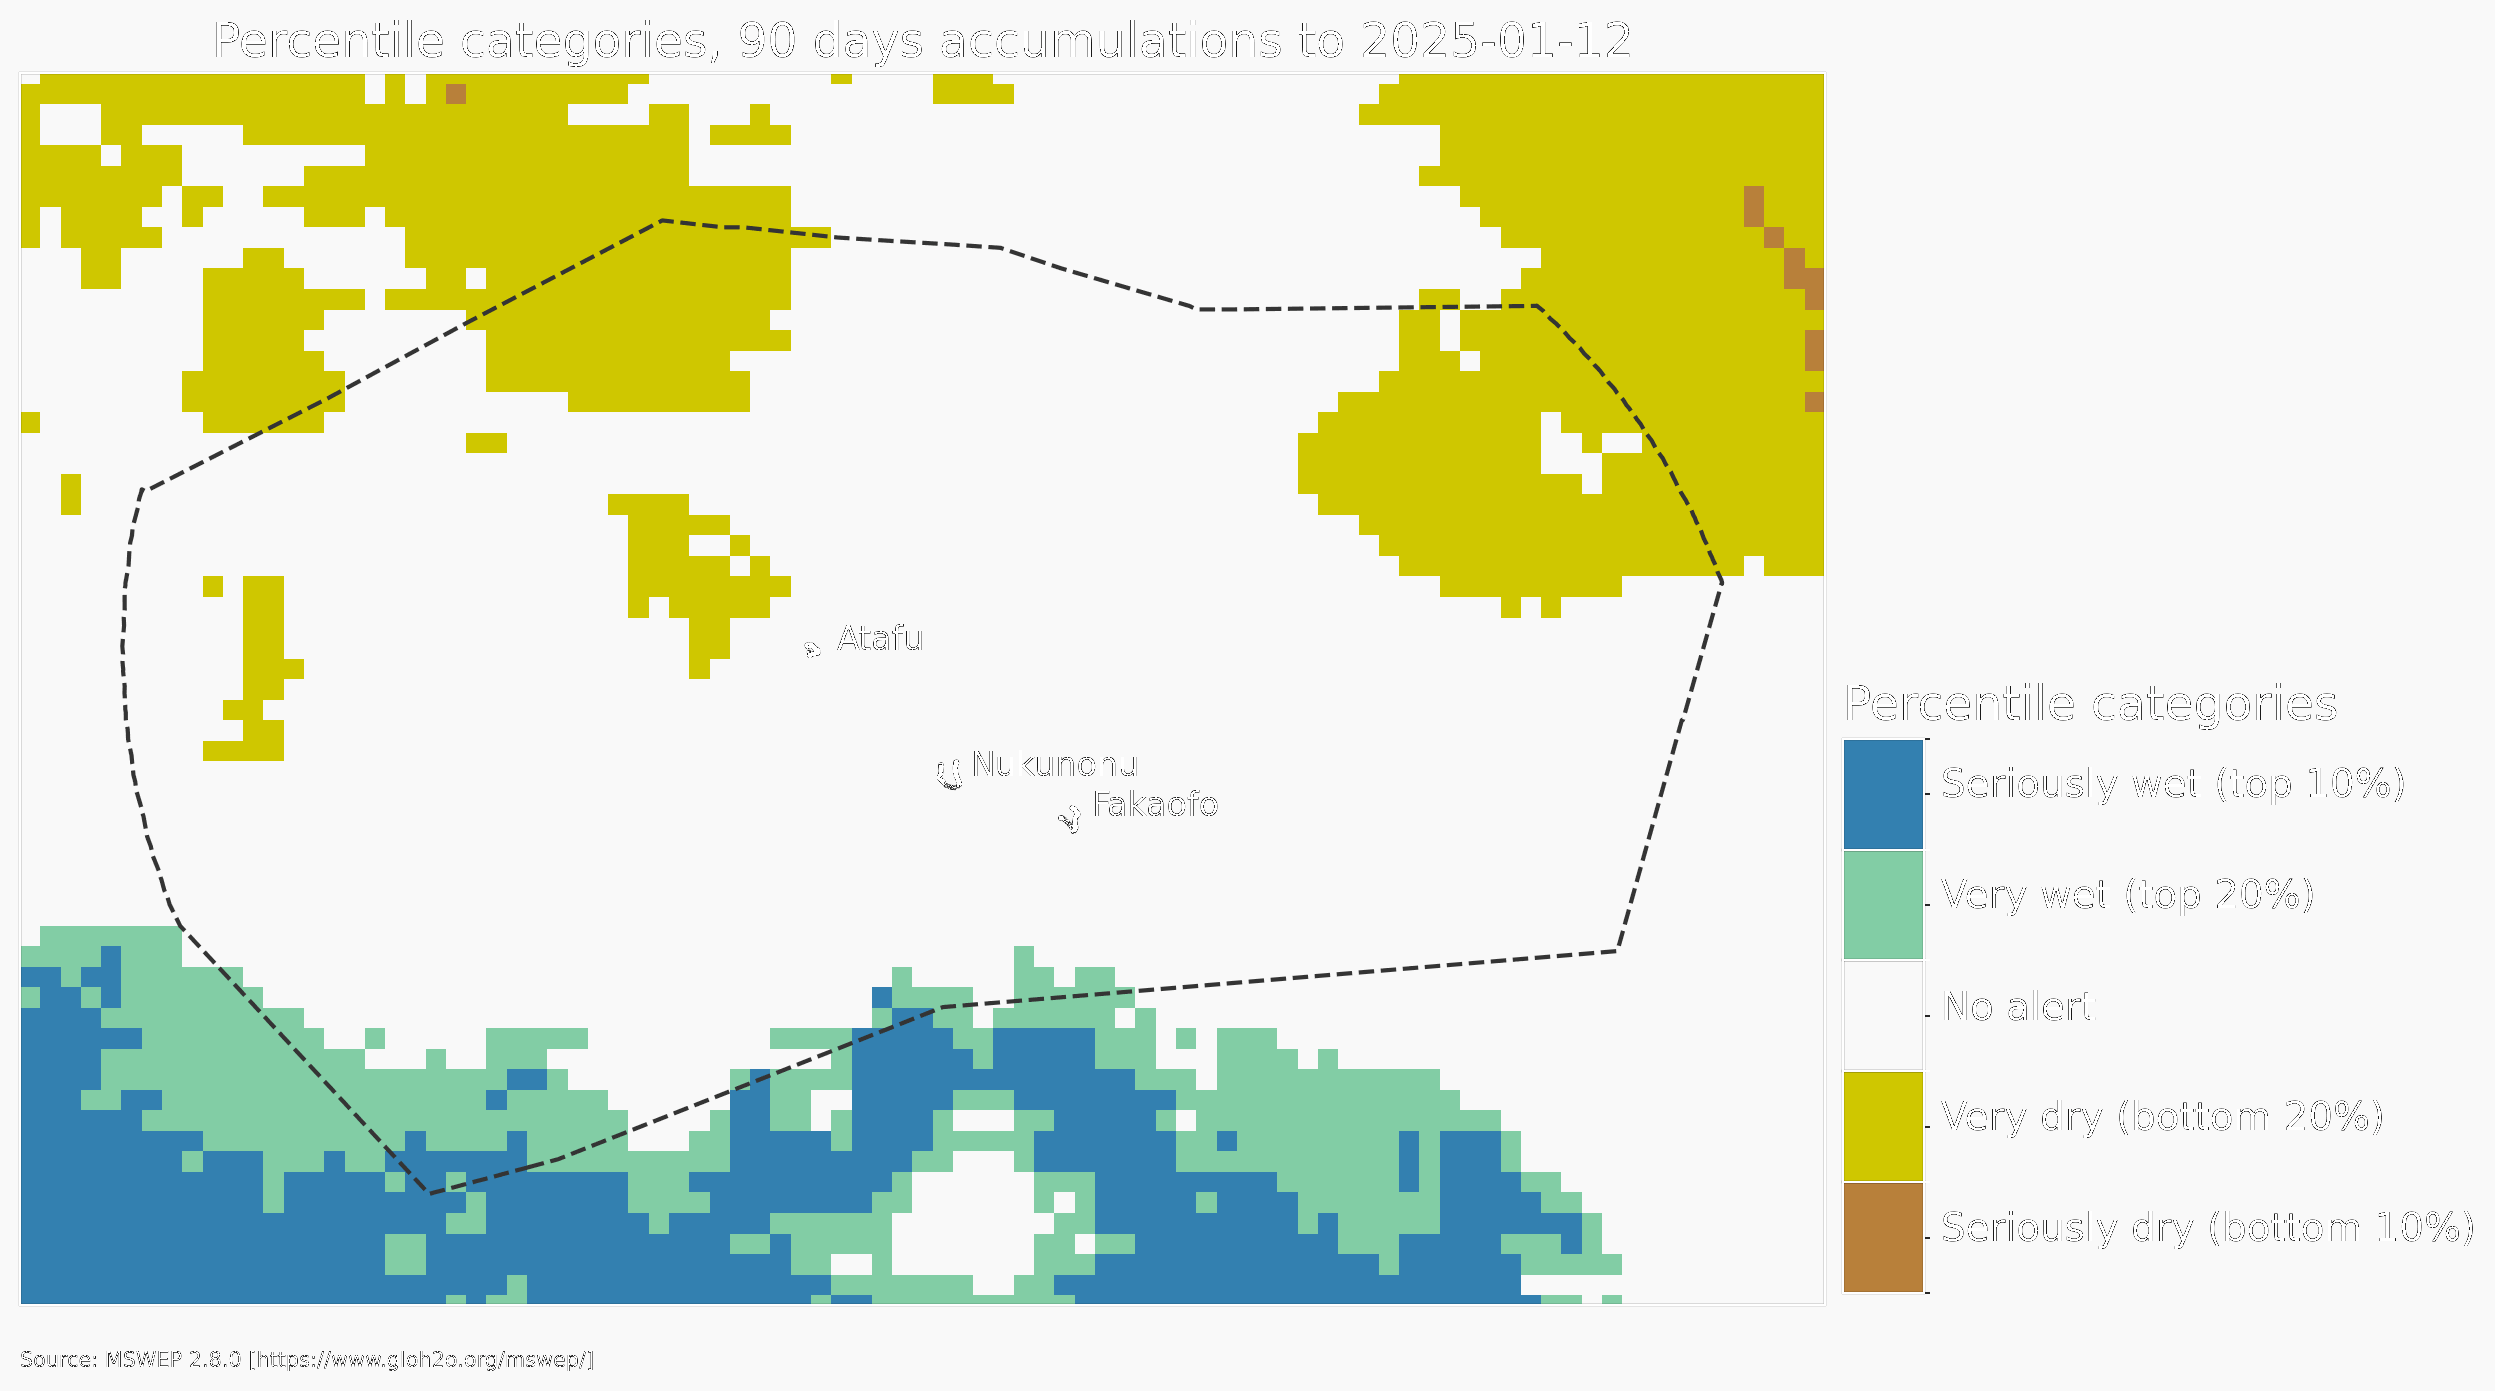 Percentile categories, 90 days accumulations to 2025-01-12
Atafu
Nukunonu
Fakaofo
Percentile categories
Seriously wet (top 10%)
Very wet (top 20%)
No alert
Very dry (bottom 20%)
Seriously dry (bottom 10%)
Source: MSWEP 2.8.0 [https://www.gloh2o.org/mswep/]